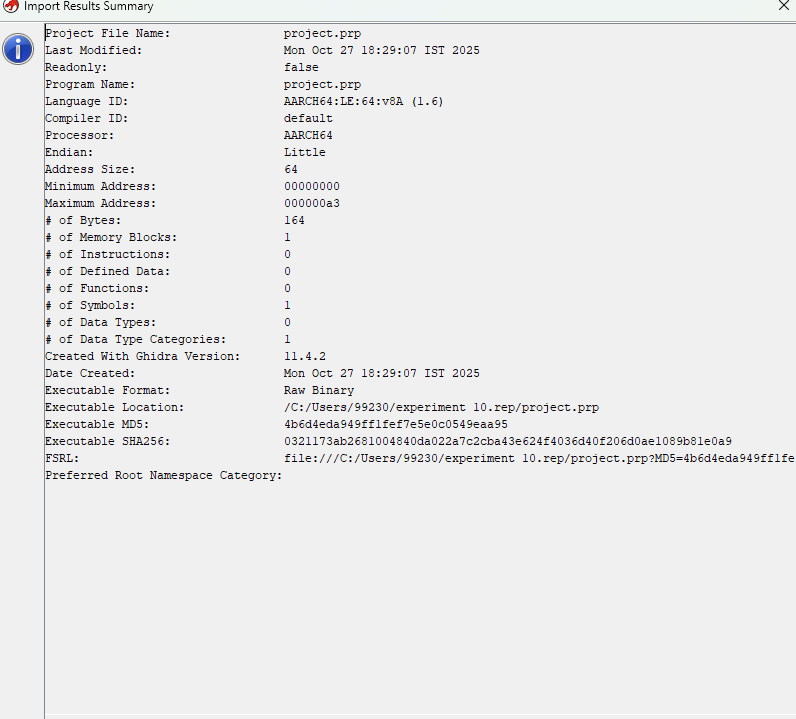 Import Results Summary
Project File Name: project.prp
Last Modified: Mon Oct 27 18:29:07 IST 2025
Readonly: false
Program Name: project.prp
Language ID: AARCH64:LE:64:v8A (1.6)
Compiler ID: default
Processor: AARCH64
Endian: Little
Address Size: 64
Minimum Address: 00000000
Maximum Address: 000000a3
# of Bytes: 164
# of Memory Blocks: 1
# of Instructions: 0
# of Defined Data: 0
# of Functions: 0
# of Symbols: 1
# of Data Types: 0
# of Data Type Categories: 1
Created With Ghidra Version: 11.4.2
Date Created: Mon Oct 27 18:29:07 IST 2025
Executable Format: Raw Binary
Executable Location: /C:/Users/99230/experiment 10.rep/project.prp
Executable MD5: 4b6d4eda949ff1fef7e5e0c0549eaa95
Executable SHA256: 0321173ab2681004840da022a7c2cba43e624f4036d40f206d0ae1089b81e0a9
FSRL: file:///C:/Users/99230/experiment 10.rep/project.prp?MD5=4b6d4eda949ff1fe
Preferred Root Namespace Category: